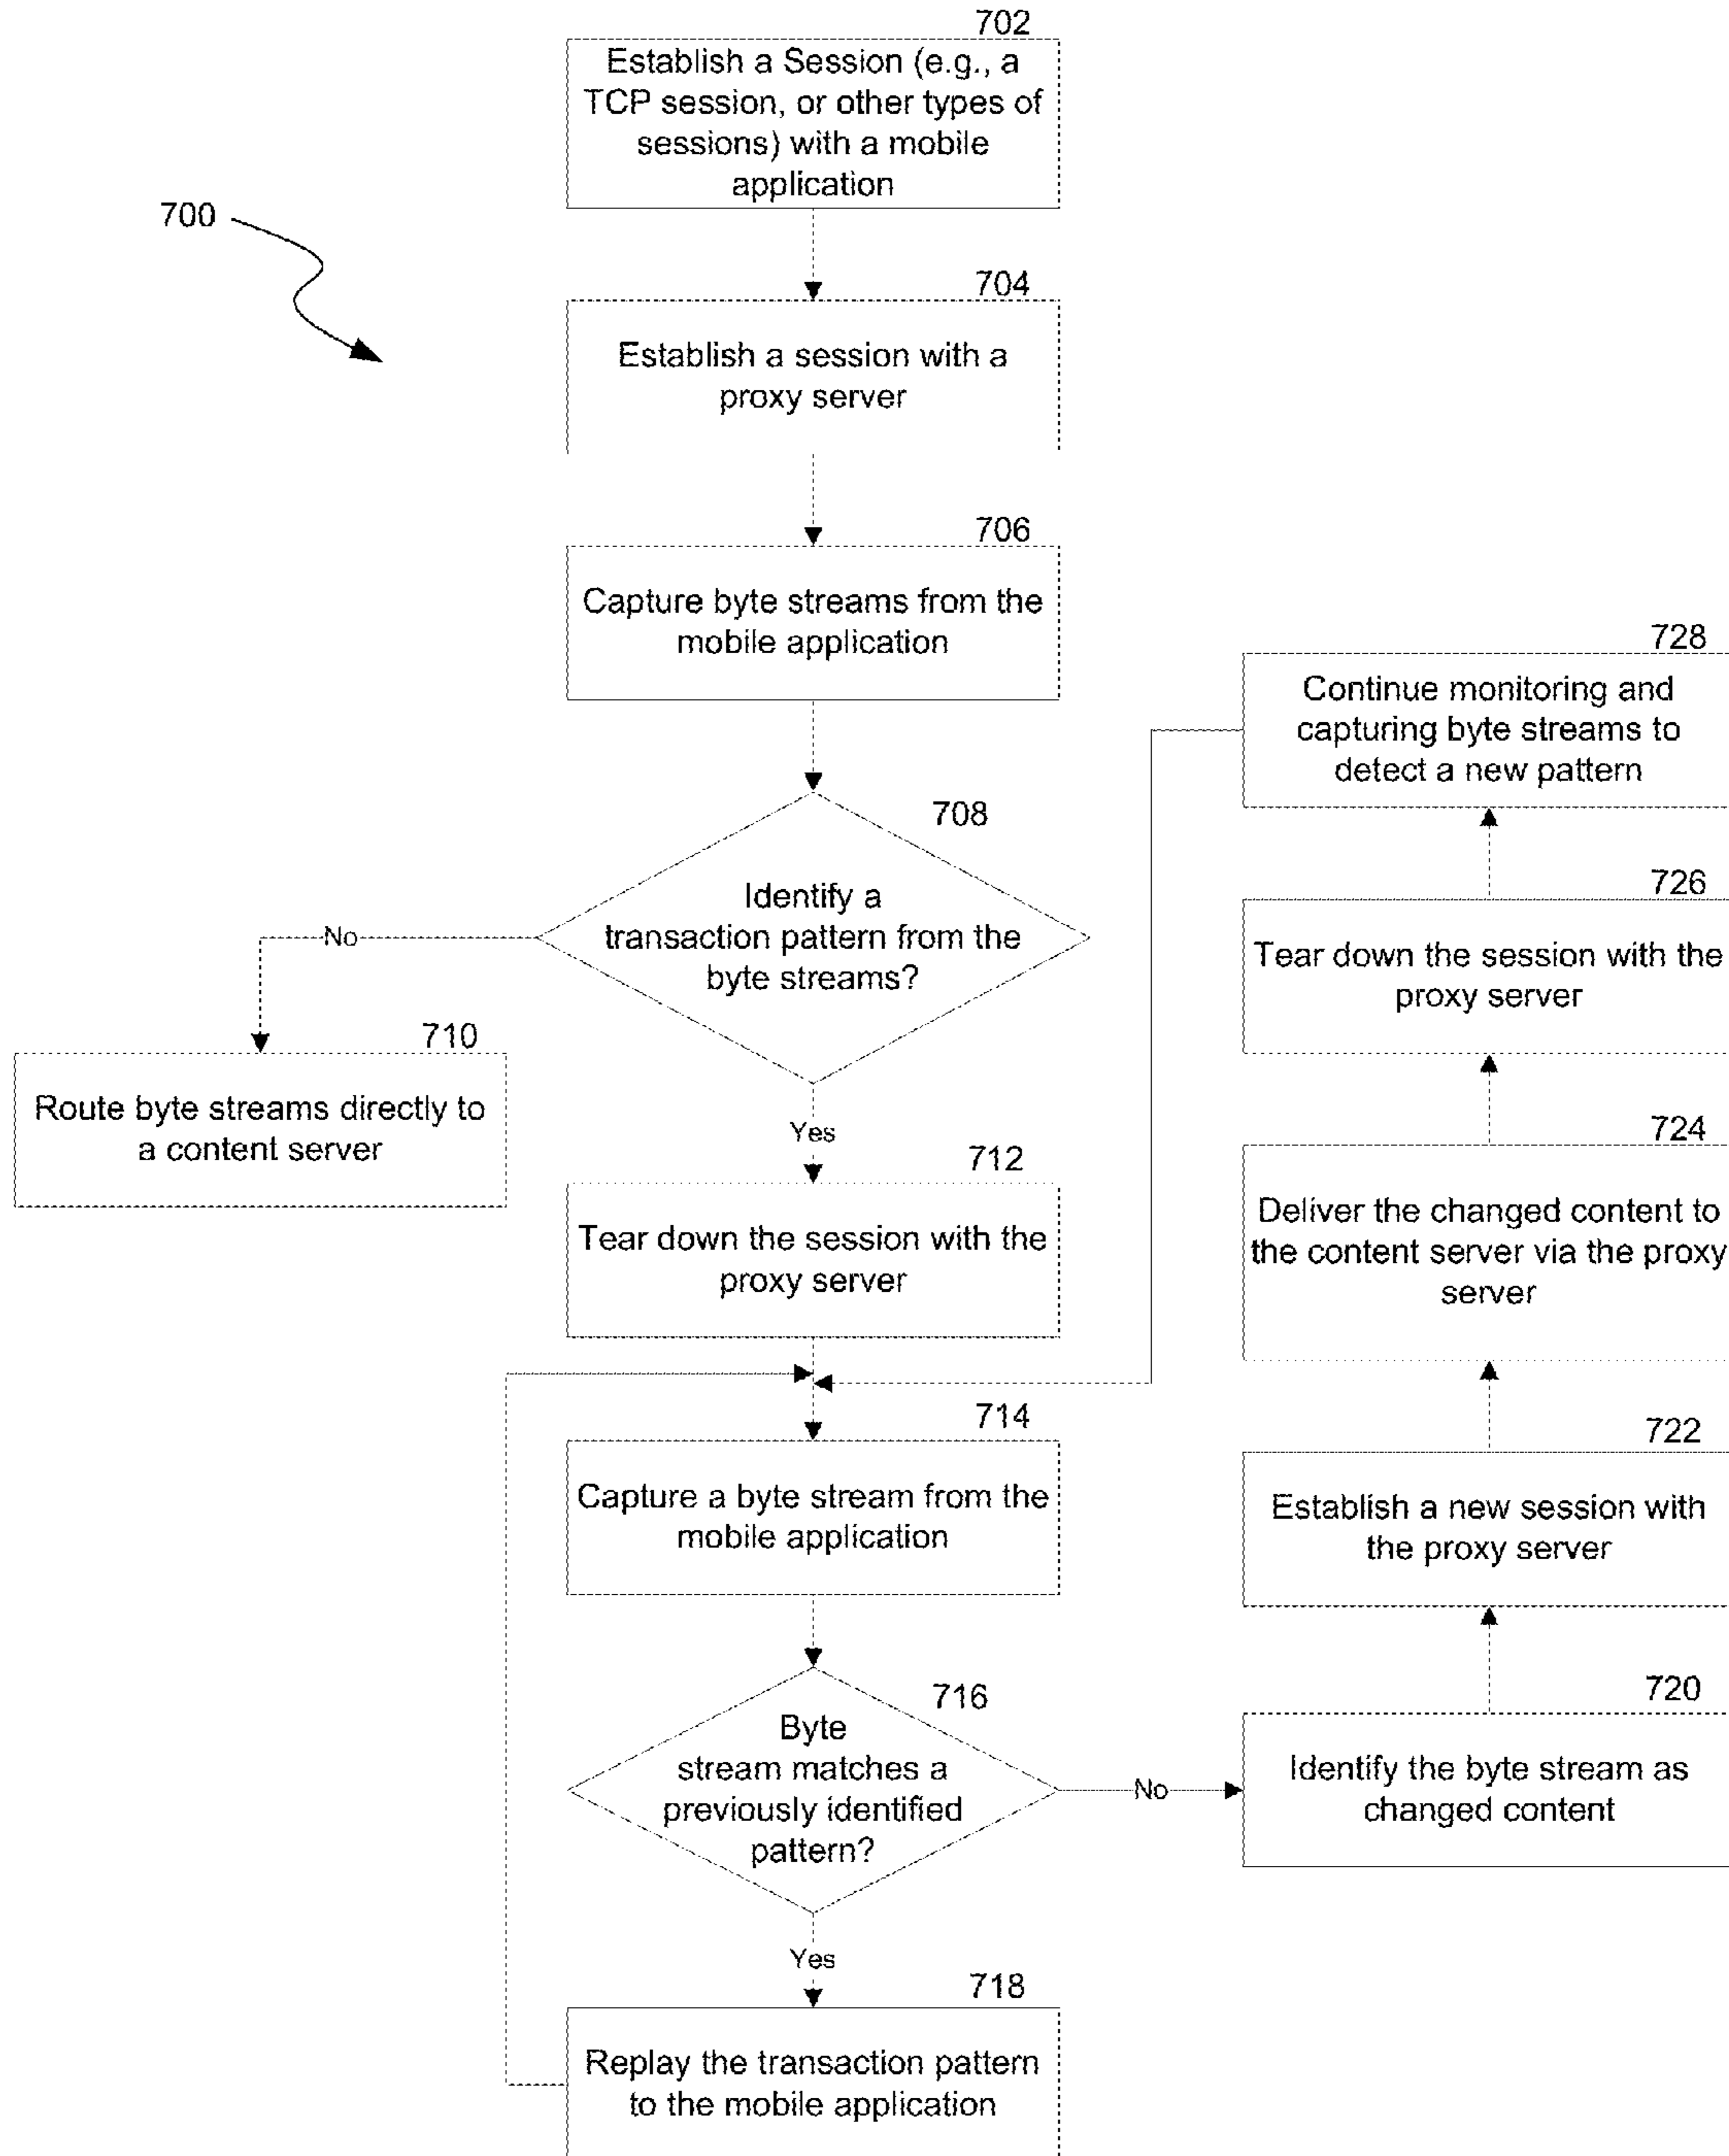 702
Establish a Session (e.g., a
TCP session, or other types of
sessions) with a mobile
application
700
704
Establish a session with a
proxy server
706
Capture byte streams from the
mobile application
708
Identify a
transaction pattern from the
byte streams?
No
710
Route byte streams directly to
a content server
Yes
712
Tear down the session with the
proxy server
714
Capture a byte stream from the
mobile application
716
Byte
stream matches a
previously identified
pattern?
Yes
718
Replay the transaction pattern
to the mobile application
No
720
Identify the byte stream as
changed content
722
Establish a new session with
the proxy server
724
Deliver the changed content to
the content server via the proxy
server
726
Tear down the session with the
proxy server
728
Continue monitoring and
capturing byte streams to
detect a new pattern